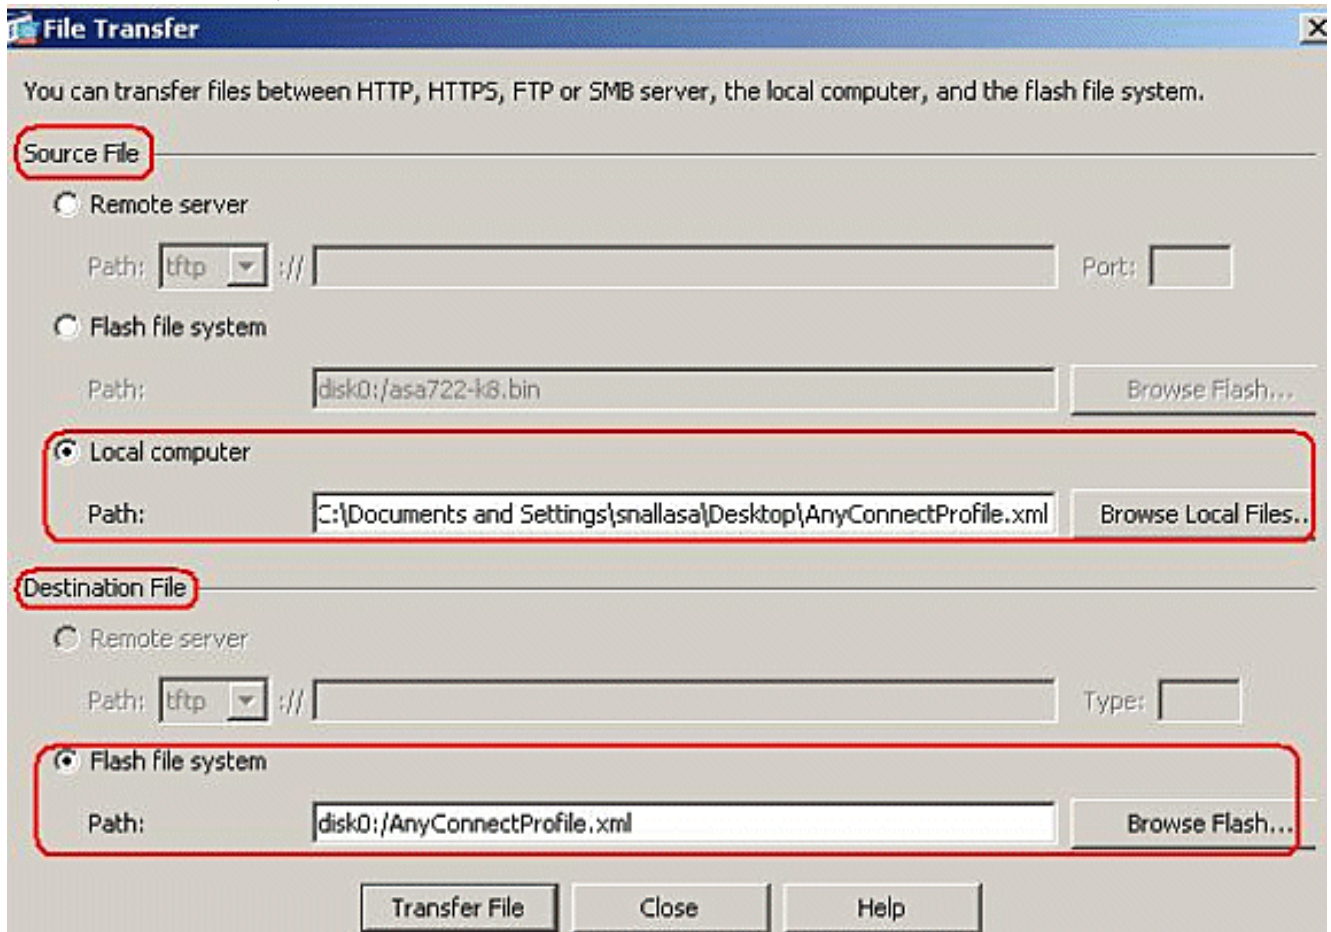 File Transfer
You can transfer files between HTTP, HTTPS, FTP or SMB server, the local computer, and the flash file system.
Source File
Remote server
Path: tftp :// Port:
Flash file system
Path: disk0:/asa722-k8.bin Browse Flash...
Local computer
Path: C:\Documents and Settings\snallasa\Desktop\AnyConnectProfile.xml Browse Local Files..
Destination File
Remote server
Path: tftp :// Type:
Flash file system
Path: disk0:/AnyConnectProfile.xml Browse Flash...
Transfer File Close Help